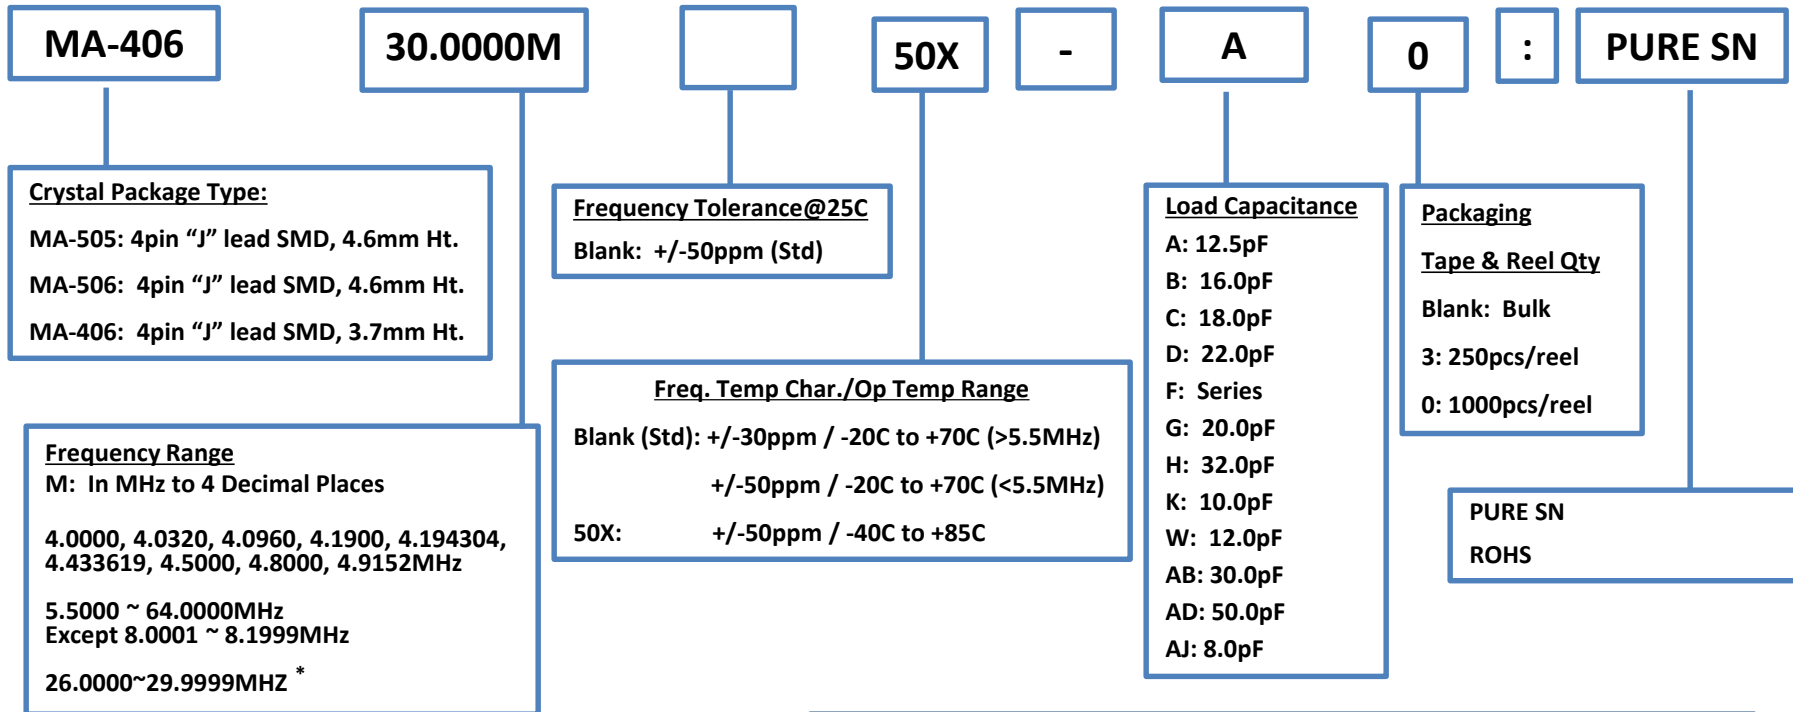 MA-406 30.0000M 50X - A 0 : PURE SN
Crystal Package Type:
MA-505: 4pin “J” lead SMD, 4.6mm Ht.
MA-506: 4pin “J” lead SMD, 4.6mm Ht.
MA-406: 4pin “J” lead SMD, 3.7mm Ht.
Frequency Range
M: In MHz to 4 Decimal Places
4.0000, 4.0320, 4.0960, 4.1900, 4.194304,
4.433619, 4.5000, 4.8000, 4.9152MHz
5.5000 ~ 64.0000MHz
Except 8.0001 ~ 8.1999MHz
26.0000~29.9999MHZ *
Frequency Tolerance@25C
Blank: +/-50ppm (Std)
Freq. Temp Char./Op Temp Range
Blank (Std): +/-30ppm / -20C to +70C (>5.5MHz)
+/-50ppm / -20C to +70C (<5.5MHz)
50X: +/-50ppm / -40C to +85C
Load Capacitance
A: 12.5pF
B: 16.0pF
C: 18.0pF
D: 22.0pF
F: Series
G: 20.0pF
H: 32.0pF
K: 10.0pF
W: 12.0pF
AB: 30.0pF
AD: 50.0pF
AJ: 8.0pF
Packaging
Tape & Reel Qty
Blank: Bulk
3: 250pcs/reel
0: 1000pcs/reel
PURE SN
ROHS